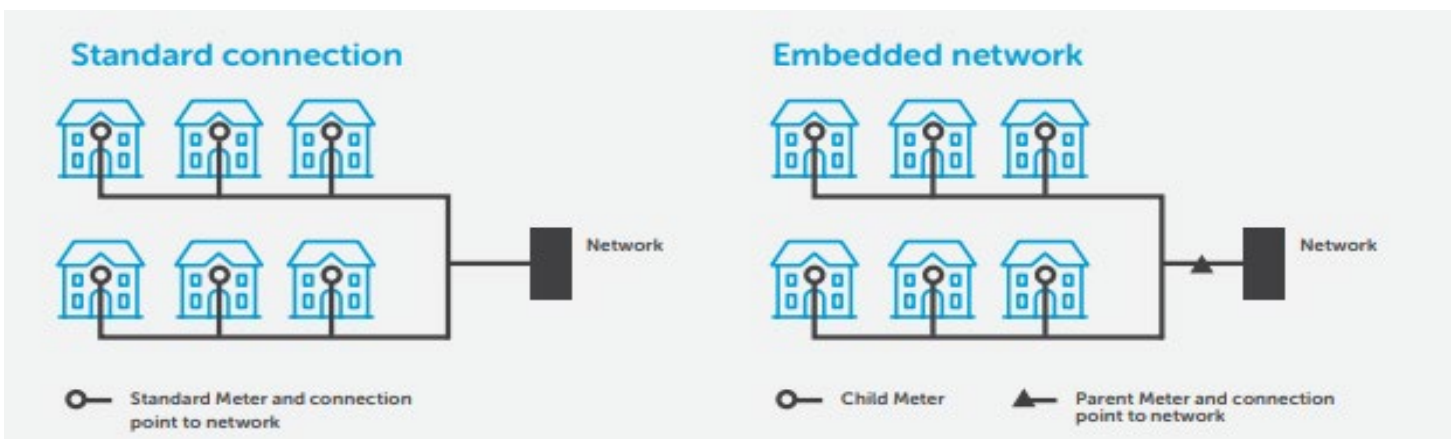 Standard connection
Embedded network
Network
Network
Standard Meter and connection
point to network
Child Meter
Parent Meter and connection
point to network